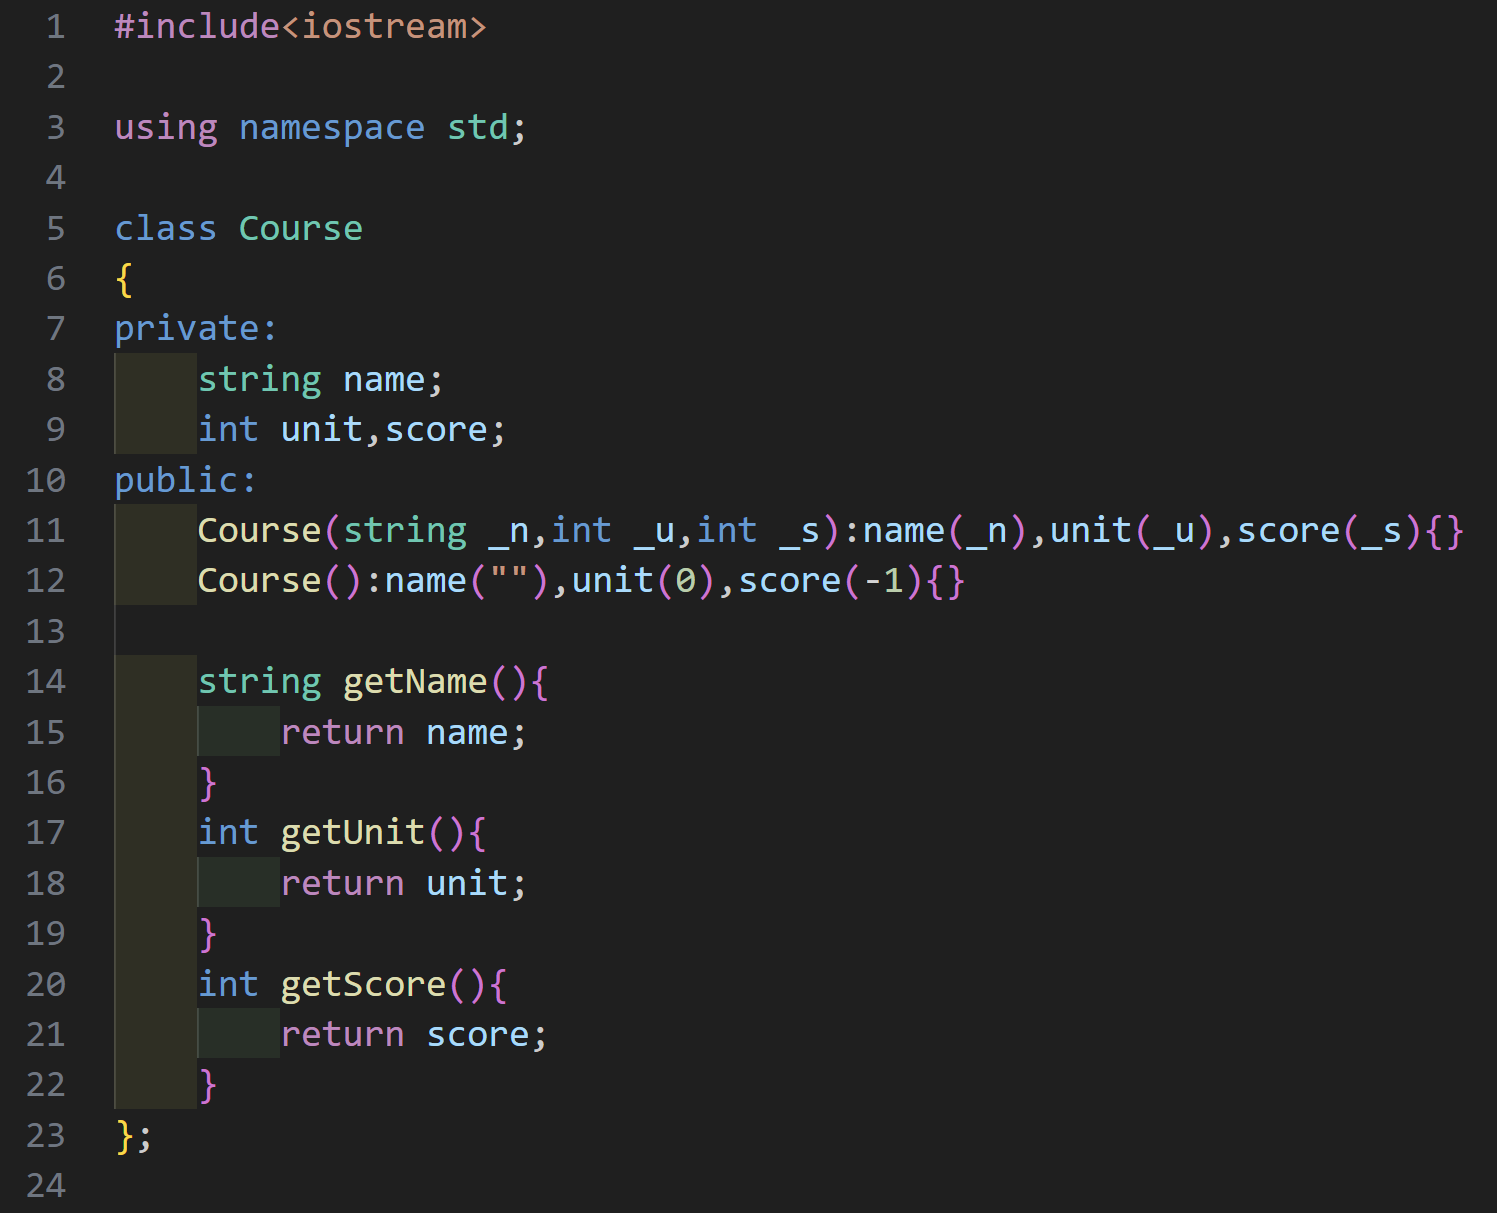 1 #include<iostream>
2
3 using namespace std;
4
5 class Course
6 {
7 private:
8     string name;
9     int unit,score;
10 public:
11     Course(string _n,int _u,int _s):name(_n),unit(_u),score(_s){}
12     Course():name(""),unit(0),score(-1){}
13
14     string getName(){
15         return name;
16     }
17     int getUnit(){
18         return unit;
19     }
20     int getScore(){
21         return score;
22     }
23 };
24